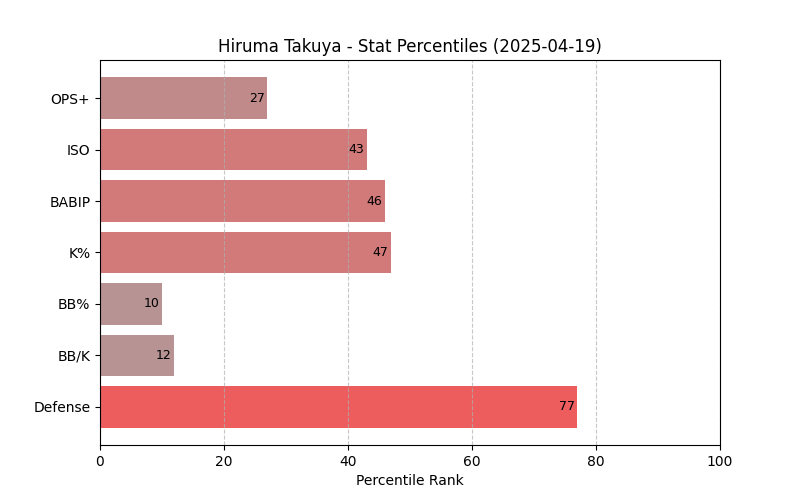 Hiruma Takuya - Stat Percentiles (2025-04-19)
OPS+ 27
ISO 43
BABIP 46
K% 47
BB% 10
BB/K 12
Defense 77
0 20 40 60 80 100
Percentile Rank